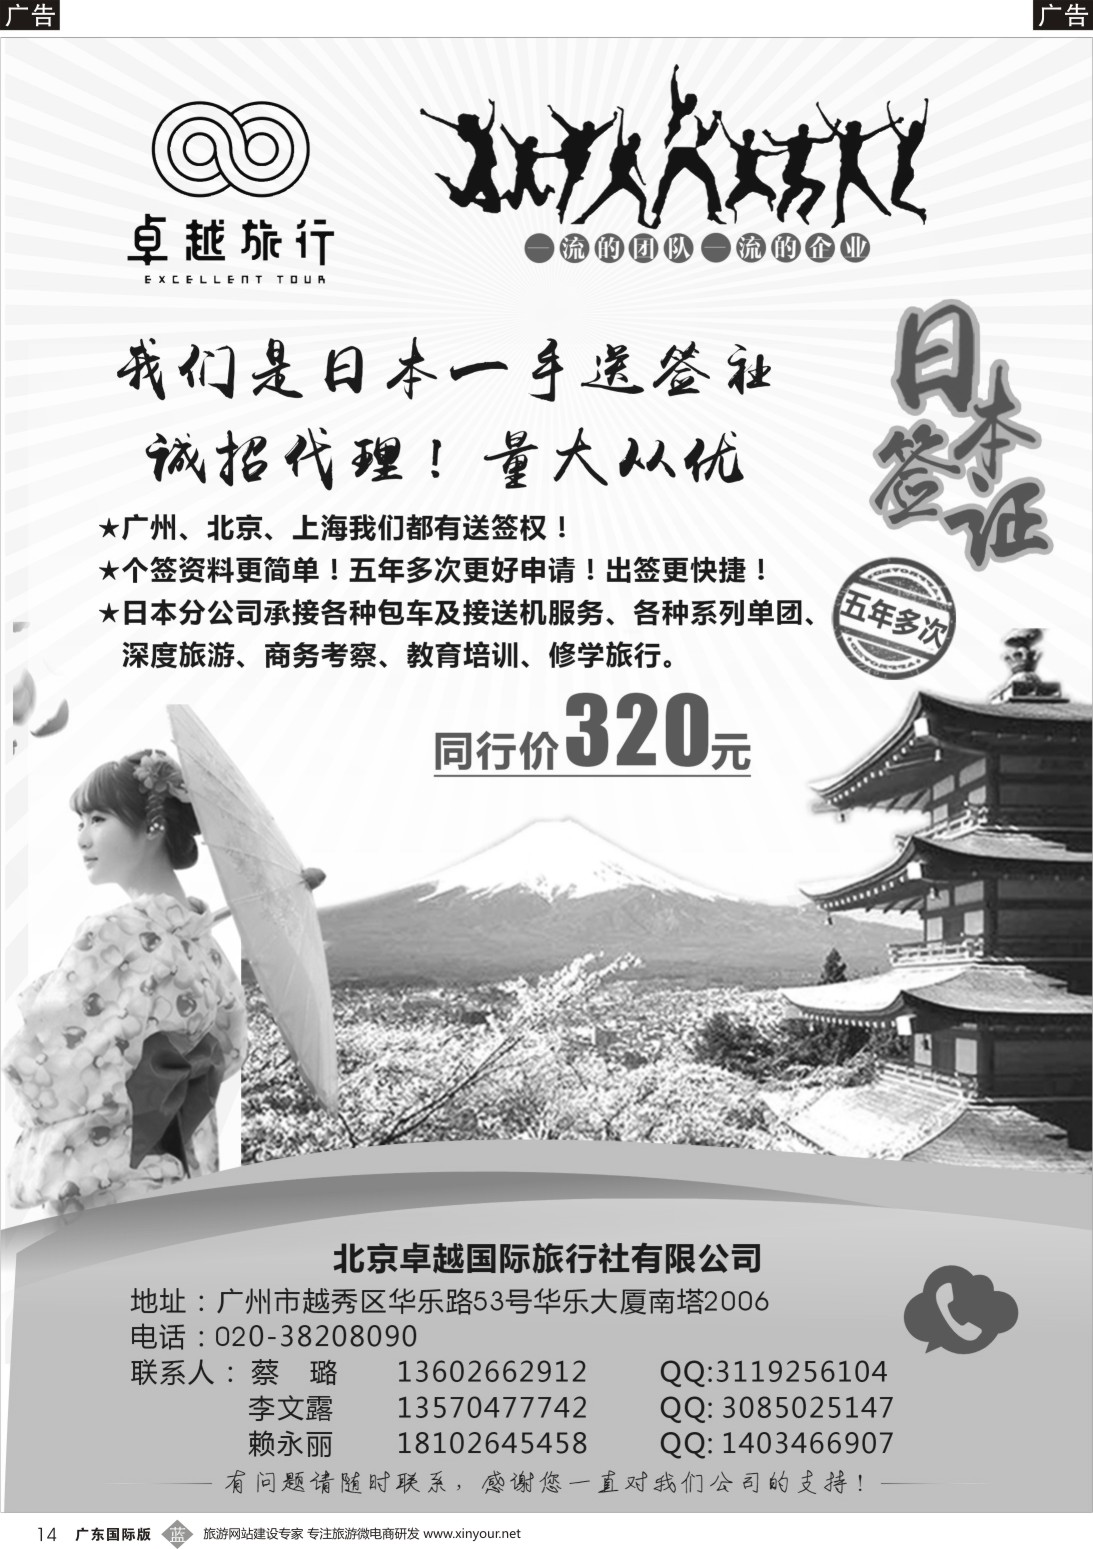 广告
广告
卓越旅行
EXCELLENT TOUR
一流的团队一流的企业
我们是日本一手送签社
诚招代理！量大从优
日本签证
★广州、北京、上海我们都有送签权！
★个签资料更简单！五年多次更好申请！出签更快捷！
★日本分公司承接各种包车及接送机服务、各种系列单团、
深度旅游、商务考察、教育培训、修学旅行。
五年多次
同行价320元
北京卓越国际旅行社有限公司
地址：广州市越秀区华乐路53号华乐大厦南塔2006
电话：020-38208090
联系人： 蔡 璐 13602662912 QQ:3119256104
李文露 13570477742 QQ: 3085025147
赖永丽 18102645458 QQ: 1403466907
有问题请随时联系，感谢您一直对我们公司的支持！
14 广东国际版 蓝 旅游网站建设专家 专注旅游微电商研发 www.xinyour.net